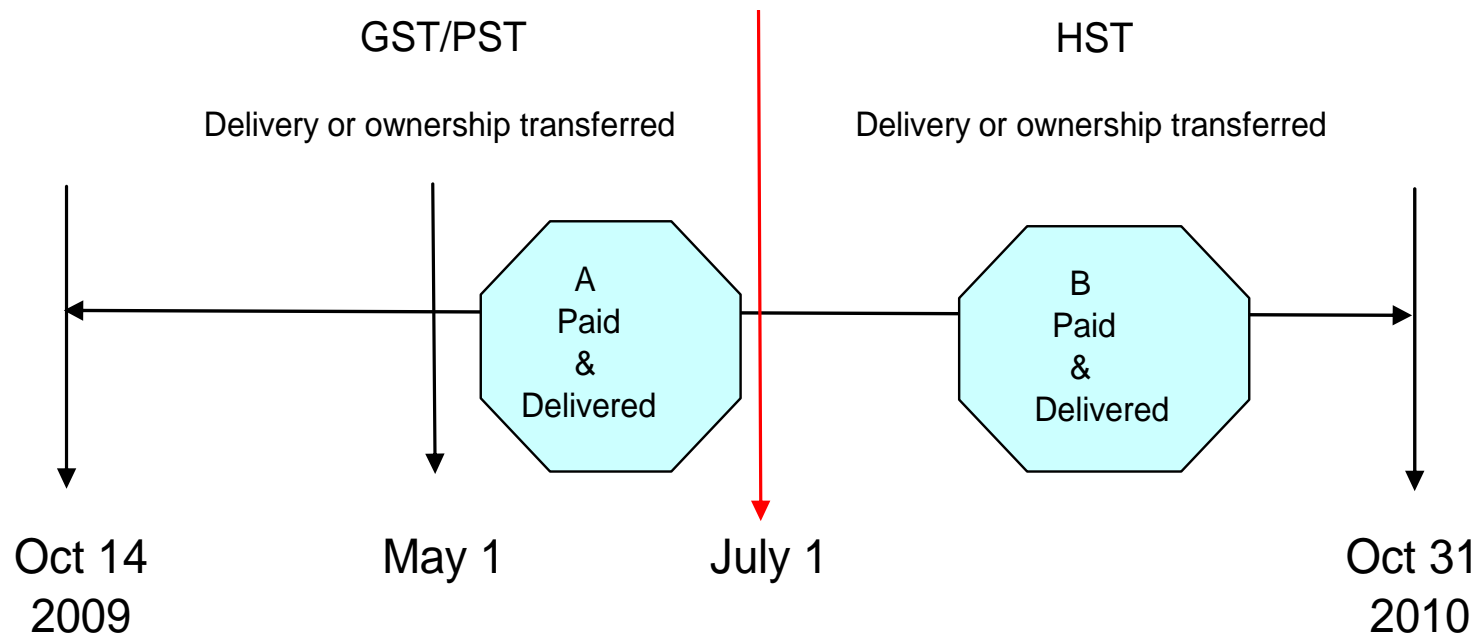 GST/PST
HST
Delivery or ownership transferred
Delivery or ownership transferred
A
Paid
&
Delivered
B
Paid
&
Delivered
Oct 14
2009
May 1
July 1
Oct 31
2010